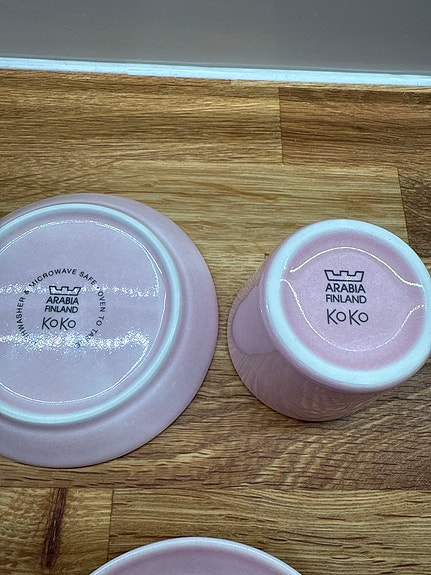 WASHER & MICROWAVE SAFE • OVEN TO TA
ARABIA
FINLAND
KOKO
ARABIA
FINLAND
KOKO